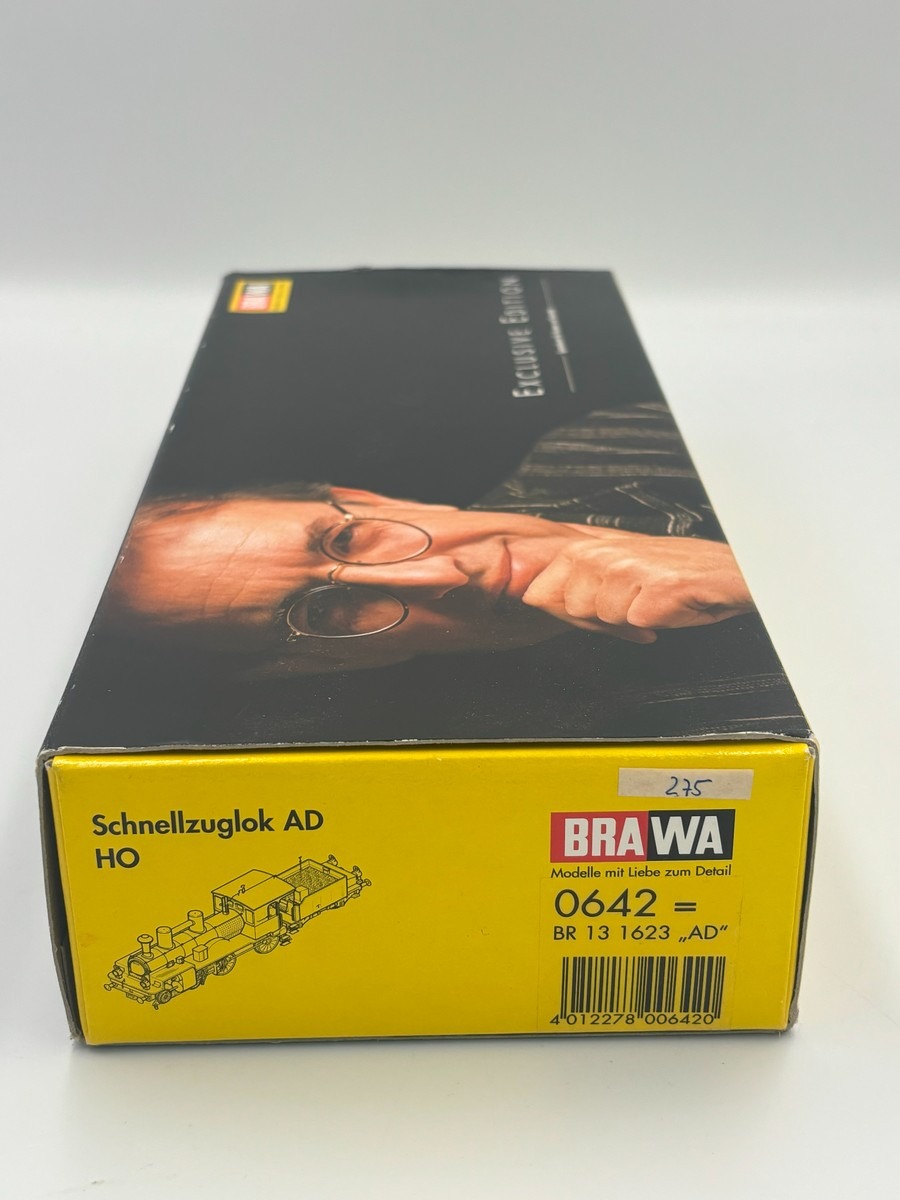 BRAWA
EXCLUSIVE EDITION
275
Schnellzuglok AD
HO
BRAWA
Modelle mit Liebe zum Detail
0642 =
BR 13 1623 „AD“
4 012278 006420